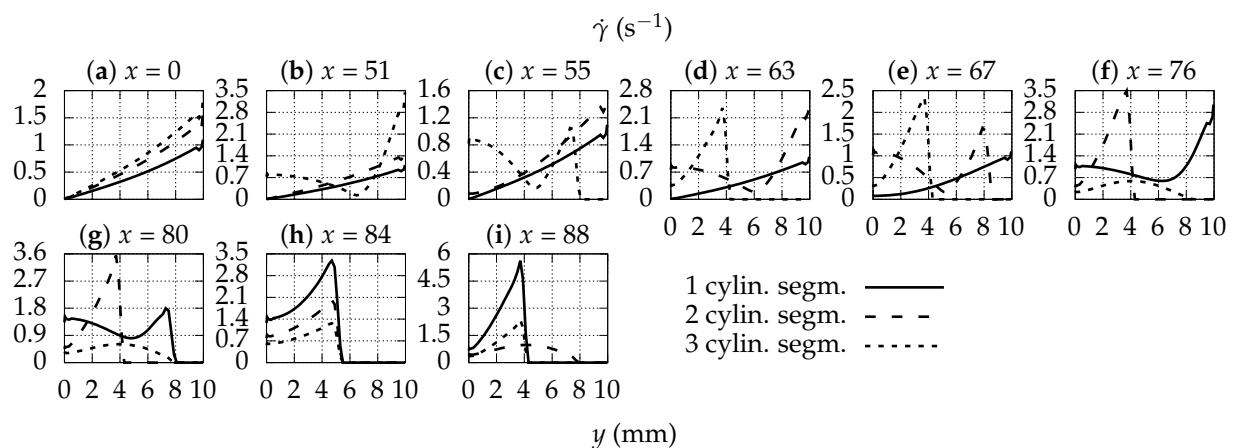 γ̇ (s⁻¹)
(a) x = 0
(b) x = 51
(c) x = 55
(d) x = 63
(e) x = 67
(f) x = 76
2
1.5
1
0.5
0
3.5
2.8
2.1
1.4
0.7
0
1.6
1.2
0.8
0.4
0
2.8
2.1
1.4
0.7
0
2.5
2
1.5
1
0.5
0
3.5
2.8
2.1
1.4
0.7
0
0 2 4 6 8 10
0 2 4 6 8 10
0 2 4 6 8 10
(g) x = 80
(h) x = 84
(i) x = 88
3.6
2.7
1.8
0.9
0
3.5
2.8
2.1
1.4
0.7
0
6
4.5
3
1.5
0
0 2 4 6 8 10
0 2 4 6 8 10
0 2 4 6 8 10
1 cylin. segm.
2 cylin. segm.
3 cylin. segm.
y (mm)